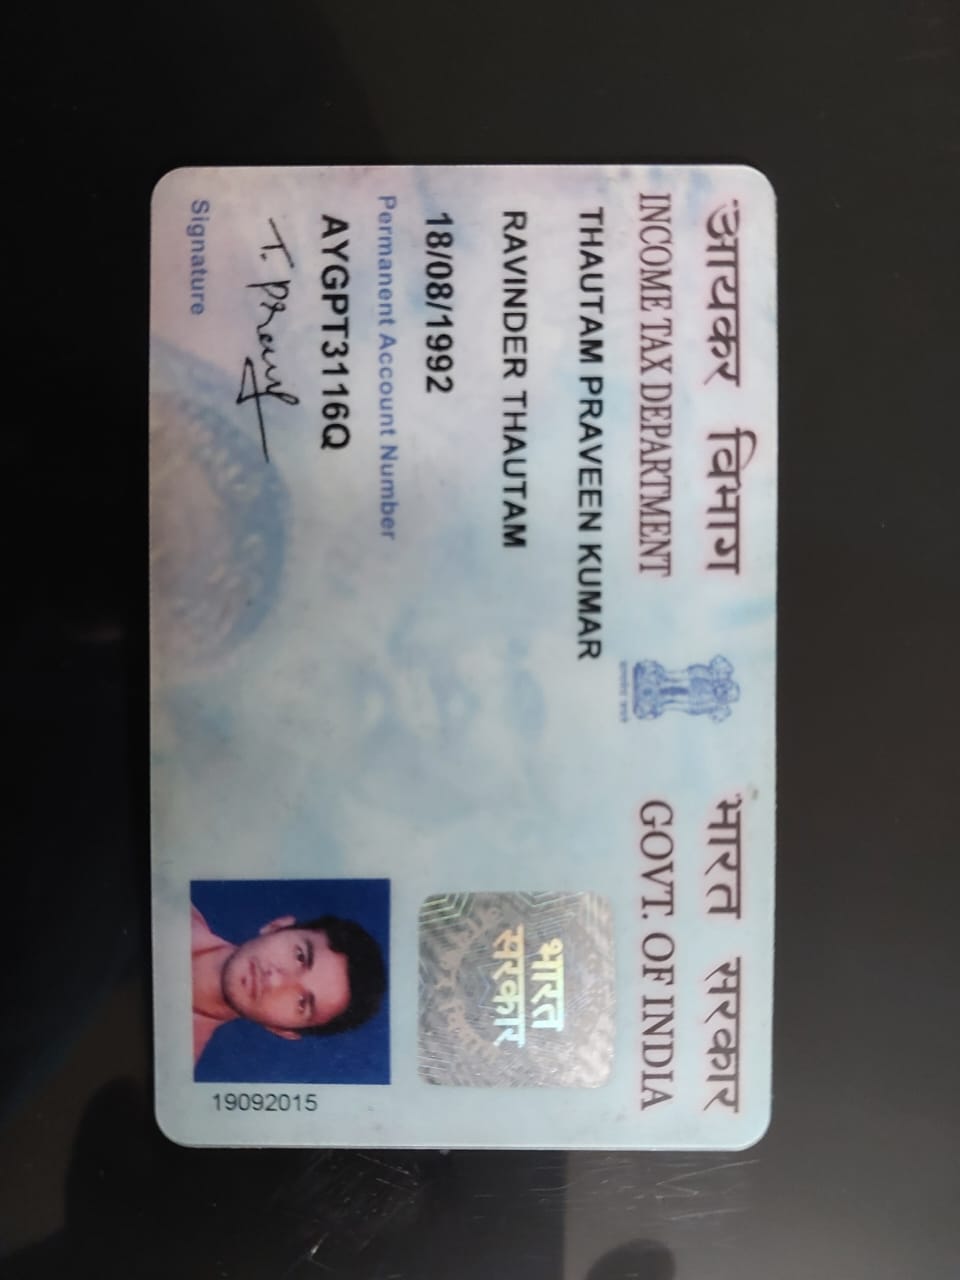 आयकर विभाग
INCOME TAX DEPARTMENT
भारत सरकार
GOVT. OF INDIA
THAUTAM PRAVEEN KUMAR
RAVINDER THAUTAM
18/08/1992
Permanent Account Number
AYGPT3116Q
Signature
भारत
सरकार
19092015